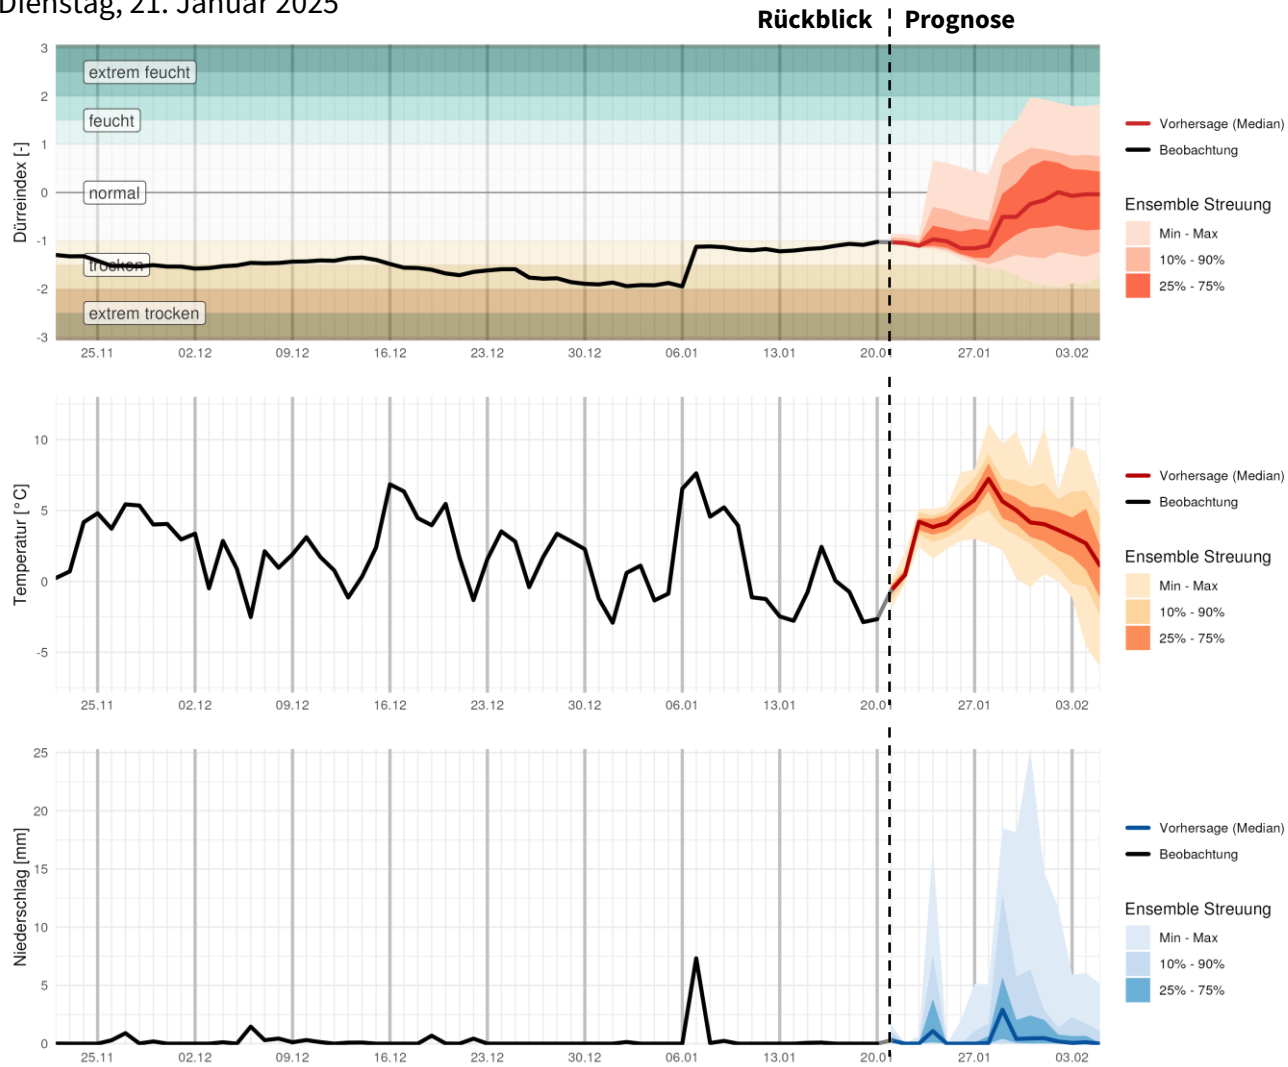 Dienstag, 21. Januar 2025
Rückblick
Prognose
Dürreindex [-]
3
2
1
0
-1
-2
-3
extrem feucht
feucht
normal
trocken
extrem trocken
25.11
02.12
09.12
16.12
23.12
30.12
06.01
13.01
20.01
27.01
03.02
Vorhersage (Median)
Beobachtung
Ensemble Streuung
Min - Max
10% - 90%
25% - 75%
Temperatur [° C]
10
5
0
-5
25.11
02.12
09.12
16.12
23.12
30.12
06.01
13.01
20.01
27.01
03.02
Vorhersage (Median)
Beobachtung
Ensemble Streuung
Min - Max
10% - 90%
25% - 75%
Niederschlag [mm]
25
20
15
10
5
0
25.11
02.12
09.12
16.12
23.12
30.12
06.01
13.01
20.01
27.01
03.02
Vorhersage (Median)
Beobachtung
Ensemble Streuung
Min - Max
10% - 90%
25% - 75%